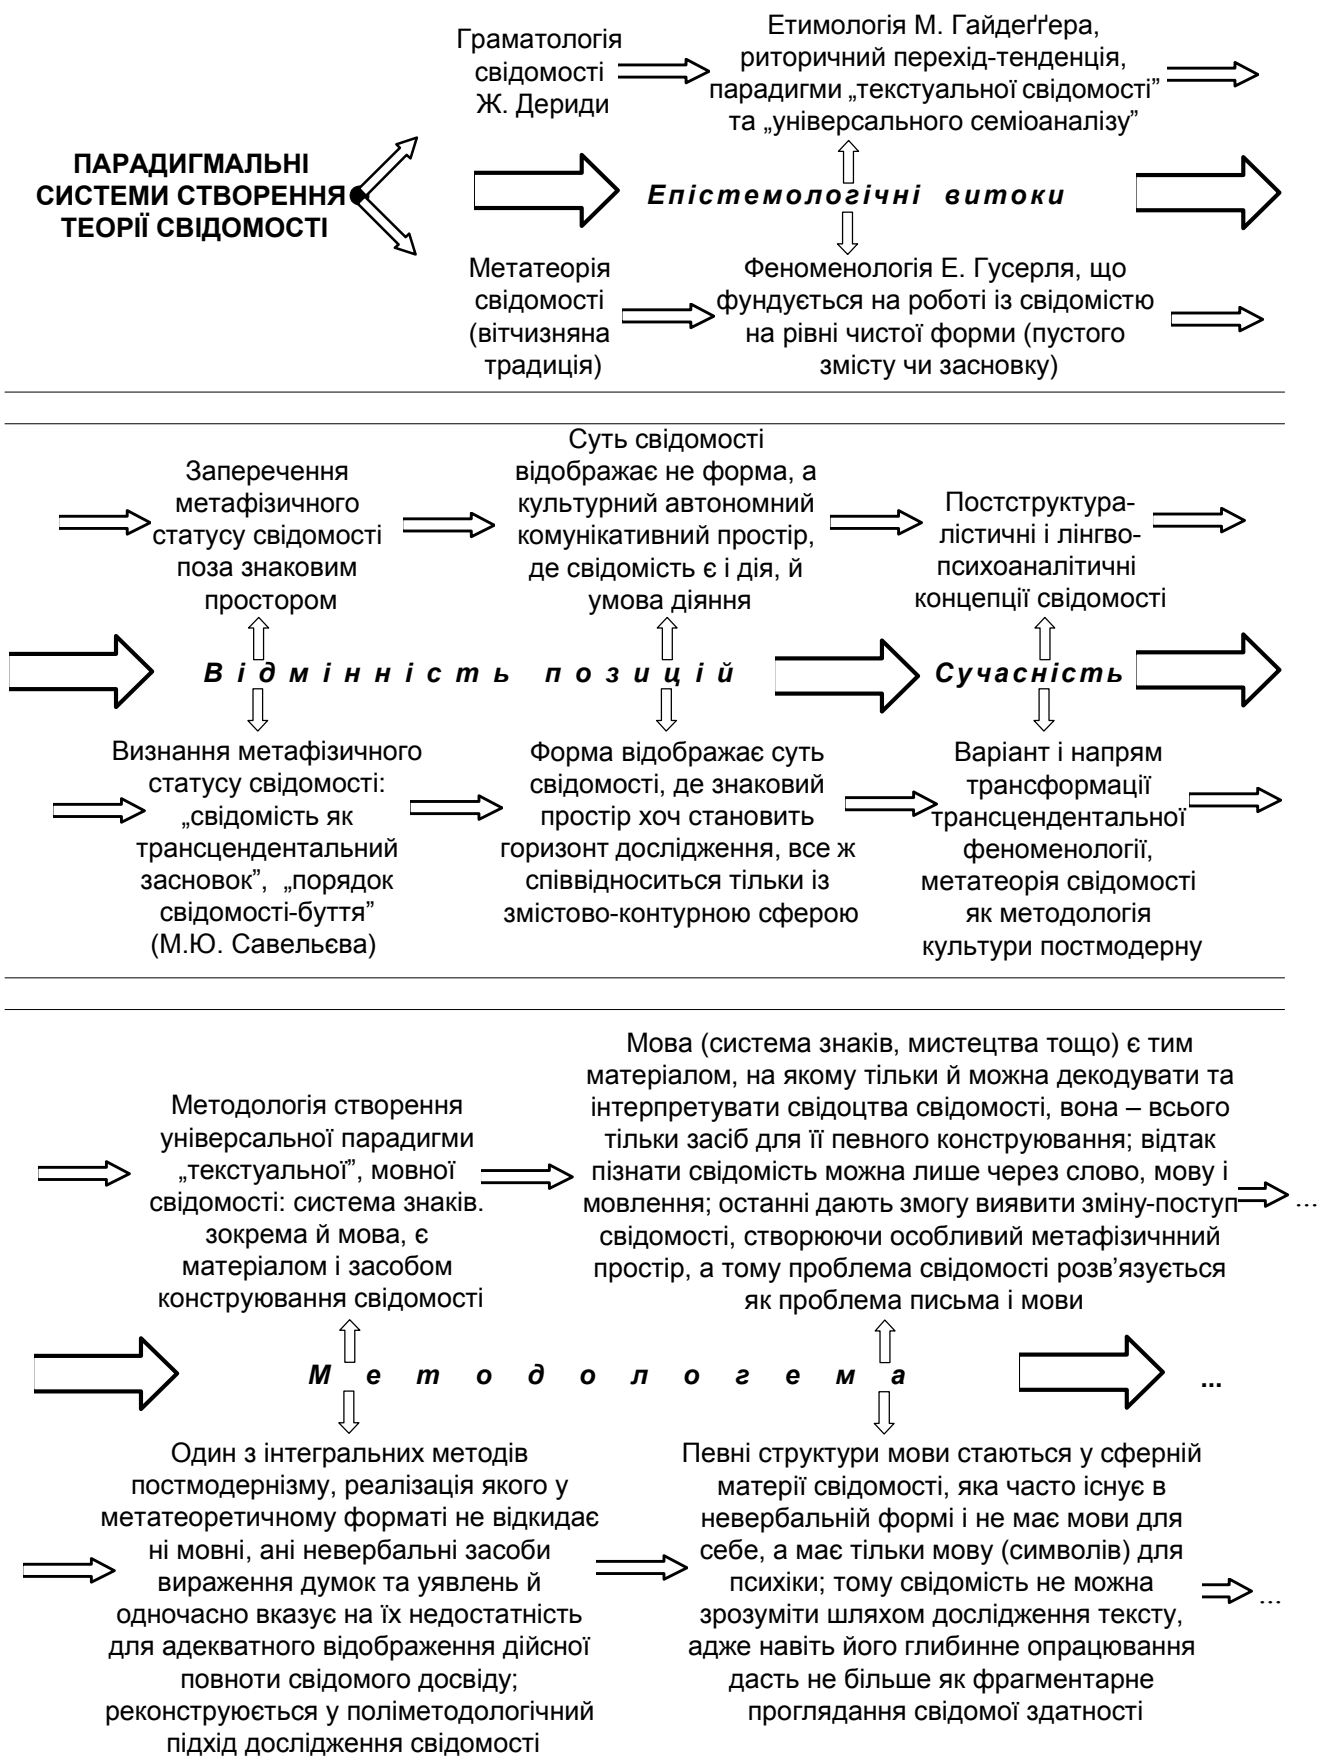 ПАРАДИГМАЛЬНІ
СИСТЕМИ СТВОРЕННЯ
ТЕОРІЇ СВІДОМОСТІ
Граматологія
свідомості
Ж. Дериди
Етимологія М. Гайдеґґера,
риторичний перехід-тенденція,
парадигми „текстуальної свідомості”
та „універсального семіоаналізу”
Епістемологічні витоки
Метатеорія
свідомості
(вітчизняна
традиція)
Феноменологія Е. Гусерля, що
фундується на роботі із свідомістю
на рівні чистої форми (пустого
змісту чи засновку)
Заперечення
метафізичного
статусу свідомості
поза знаковим
простором
Суть свідомості
відображає не форма, а
культурний автономний
комунікативний простір,
де свідомість є і дія, й
умова діяння
Постструктура-
лістичні і лінгво-
психоаналітичні
концепції свідомості
Відмінність позицій
Сучасність
Визнання метафізичного
статусу свідомості:
„свідомість як
трансцендентальний
засновок”, „порядок
свідомості-буття”
(М.Ю. Савельєва)
Форма відображає суть
свідомості, де знаковий
простір хоч становить
горизонт дослідження, все ж
співвідноситься тільки із
змістово-контурною сферою
Варіант і напрям
трансформації
трансцендентальної
феноменології,
метатеорія свідомості
як методологія
культури постмодерну
Методологія створення
універсальної парадигми
„текстуальної”, мовної
свідомості: система знаків.
зокрема й мова, є
матеріалом і засобом
конструювання свідомості
Мова (система знаків, мистецтва тощо) є тим
матеріалом, на якому тільки й можна декодувати та
інтерпретувати свідоцтва свідомості, вона – всього
тільки засіб для її певного конструювання; відтак
пізнати свідомість можна лише через слово, мову і
мовлення; останні дають змогу виявити зміну-поступ
свідомості, створюючи особливий метафізичнний
простір, а тому проблема свідомості розв’язується
як проблема письма і мови
...
Методологема
...
Один з інтегральних методів
постмодернізму, реалізація якого у
метатеоретичному форматі не відкидає
ні мовні, ані невербальні засоби
вираження думок та уявлень й
одночасно вказує на їх недостатність
для адекватного відображення дійсної
повноти свідомого досвіду;
реконструюється у поліметодологічний
підхід дослідження свідомості
Певні структури мови стаються у сферній
матерії свідомості, яка часто існує в
невербальній формі і не має мови для
себе, а має тільки мову (символів) для
психіки; тому свідомість не можна
зрозуміти шляхом дослідження тексту,
адже навіть його глибинне опрацювання
дасть не більше як фрагментарне
проглядання свідомої здатності
...